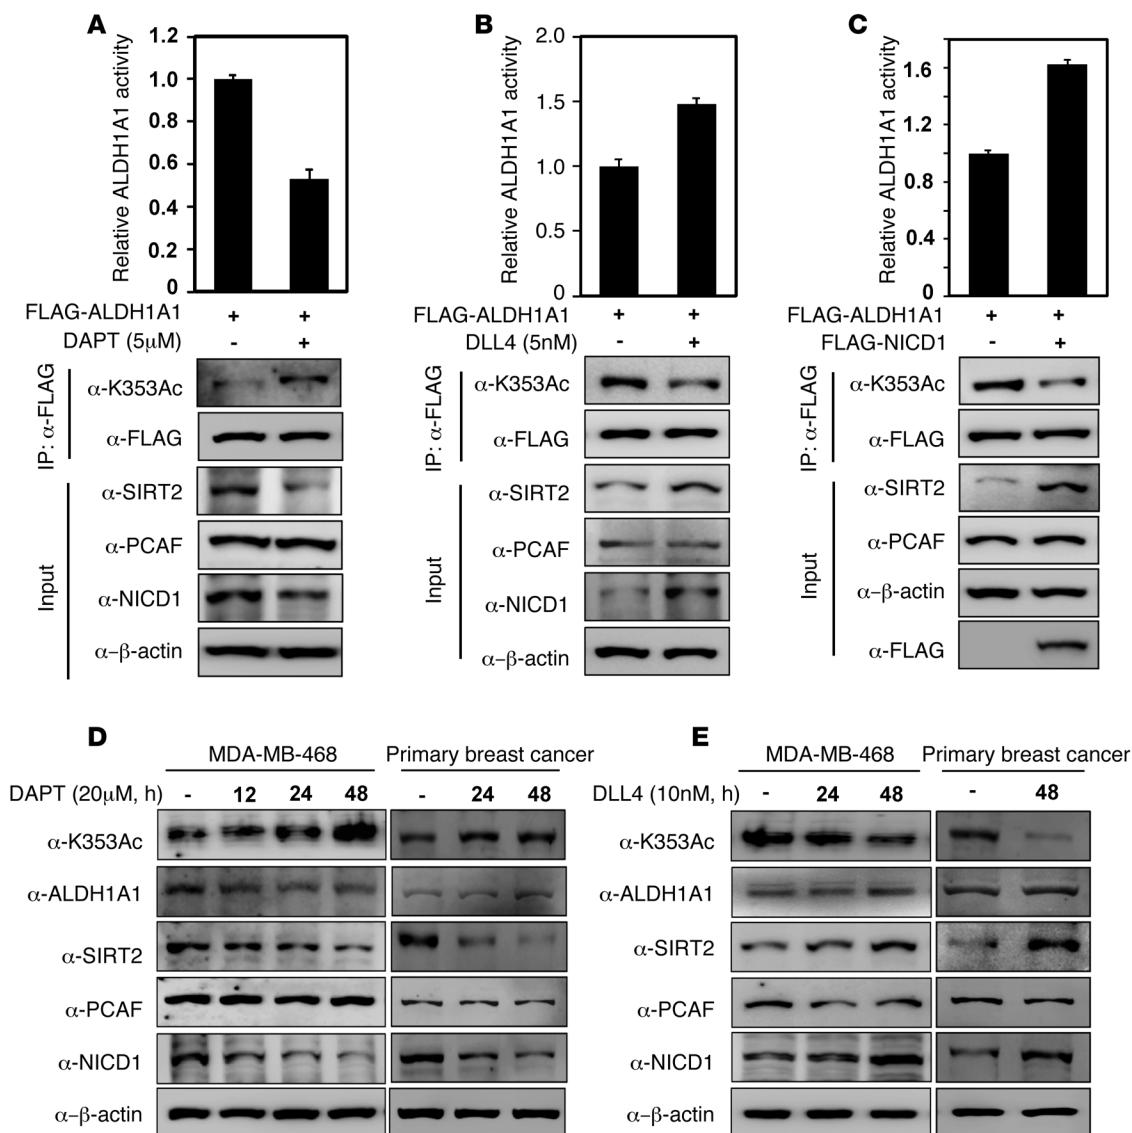 A
Relative ALDH1A1 activity
1.2
1.0
0.8
0.6
0.4
0.2
0
FLAG-ALDH1A1 + +
DAPT (5μM) - +
IP: α-FLAG
α-K353Ac
α-FLAG
Input
α-SIRT2
α-PCAF
α-NICD1
α–β-actin
B
Relative ALDH1A1 activity
2.0
1.5
1.0
0.5
0
FLAG-ALDH1A1 + +
DLL4 (5nM) - +
IP: α-FLAG
α-K353Ac
α-FLAG
Input
α-SIRT2
α-PCAF
α-NICD1
α–β-actin
C
Relative ALDH1A1 activity
1.6
1.2
0.8
0.4
0
FLAG-ALDH1A1 + +
FLAG-NICD1 - +
IP: α-FLAG
α-K353Ac
α-FLAG
Input
α-SIRT2
α-PCAF
α–β-actin
α-FLAG
D
MDA-MB-468 Primary breast cancer
DAPT (20μM, h) - 12 24 48 - 24 48
α-K353Ac
α-ALDH1A1
α-SIRT2
α-PCAF
α-NICD1
α–β-actin
E
MDA-MB-468 Primary breast cancer
DLL4 (10nM, h) - 24 48 - 48
α-K353Ac
α-ALDH1A1
α-SIRT2
α-PCAF
α-NICD1
α–β-actin